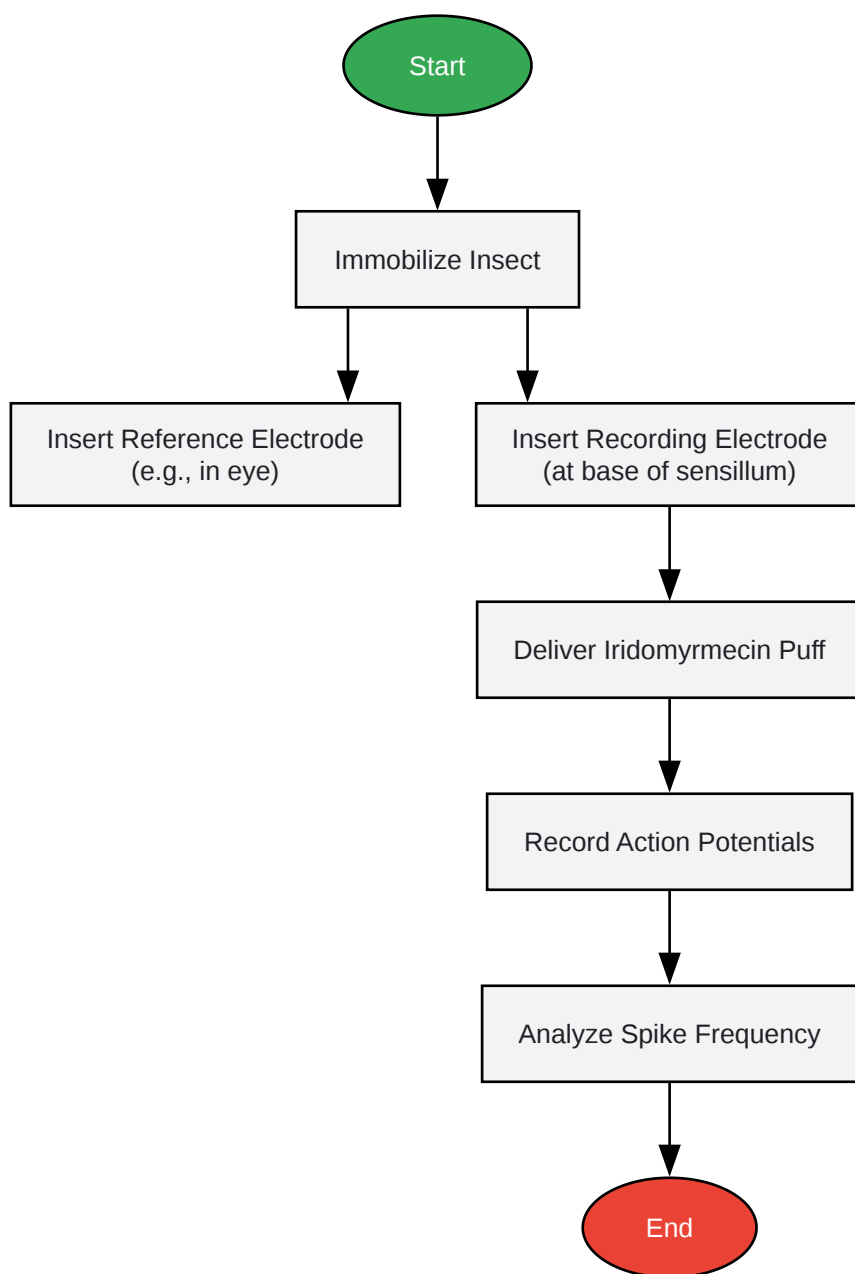 Start
Immobilize Insect
Insert Reference Electrode
(e.g., in eye)
Insert Recording Electrode
(at base of sensillum)
Deliver Iridomyrmecin Puff
Record Action Potentials
Analyze Spike Frequency
End